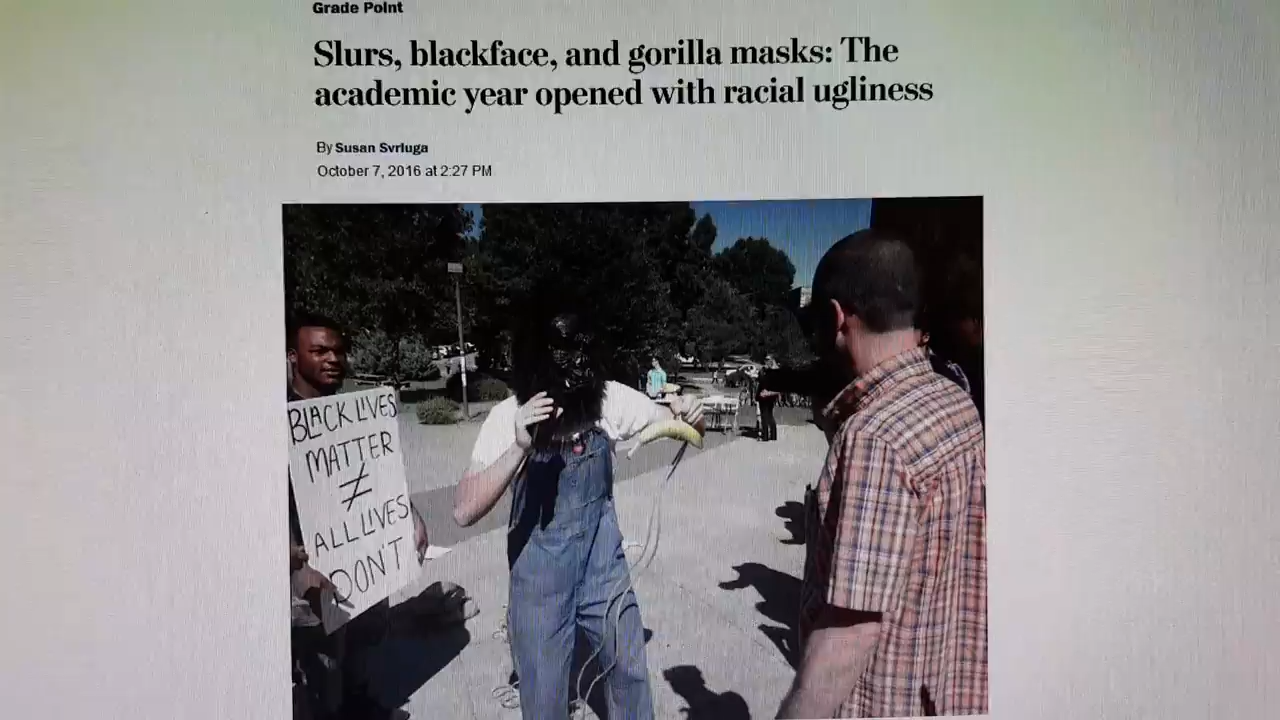 Grade Point
Slurs, blackface, and gorilla masks: The
academic year opened with racial ugliness
By Susan Svrluga
October 7, 2016 at 2:27 PM
BLACK LIVES
MATTER
≠
ALL LIVES
DON'T